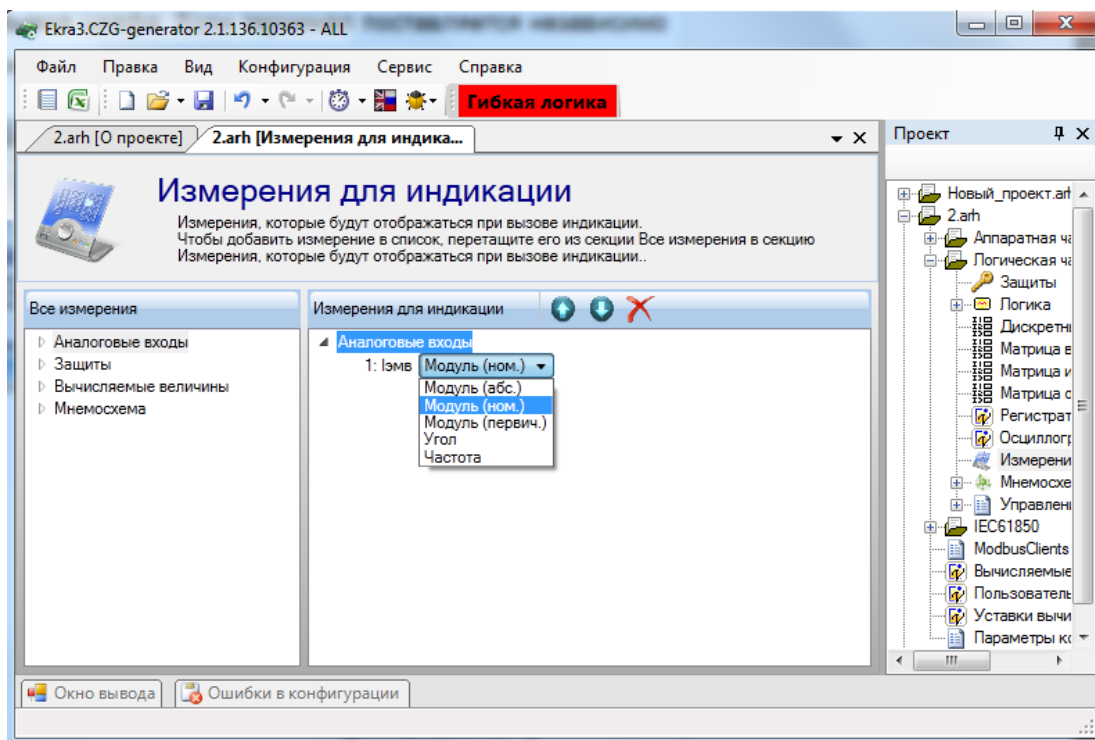 Ekra3.CZG-generator 2.1.136.10363 - ALL
Файл Правка Вид Конфигурация Сервис Справка
Гибкая логика
2.arh [О проекте] 2.arh [Измерения для индика...
Проект
Измерения для индикации
Измерения, которые будут отображаться при вызове индикации.
Чтобы добавить измерение в список, перетащите его из секции Все измерения в секцию
Измерения, которые будут отображаться при вызове индикации..
Все измерения
Аналоговые входы
Защиты
Вычисляемые величины
Мнемосхема
Измерения для индикации
Аналоговые входы
1: Iэмв Модуль (ном.)
Модуль (абс.)
Модуль (ном.)
Модуль (первич.)
Угол
Частота
Новый_проект.arh
2.arh
Аппаратная ча
Логическая ча
Защиты
Логика
Дискретны
Матрица в
Матрица и
Матрица с
Регистрат
Осциллогр
Измерени
Мнемосхе
Управлени
IEC61850
ModbusClients
Вычисляемые
Пользователь
Уставки вычи
Параметры ко
Окно вывода Ошибки в конфигурации